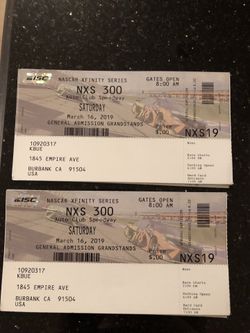 ISC
NASCAR XFINITY SERIES
GATES OPEN
8:00 AM
NXS 300
Auto Club Speedway
SATURDAY
March 16, 2019
GENERAL ADMISSION GRANDSTANDS
$.00
NXS19
10920317
KBUE
1845 EMPIRE AVE
BURBANK CA 91504
USA
ISC
NASCAR XFINITY SERIES
GATES OPEN
8:00 AM
NXS 300
Auto Club Speedway
SATURDAY
March 16, 2019
GENERAL ADMISSION GRANDSTANDS
$.00
NXS19
10920317
KBUE
1845 EMPIRE AVE
BURBANK CA 91504
USA